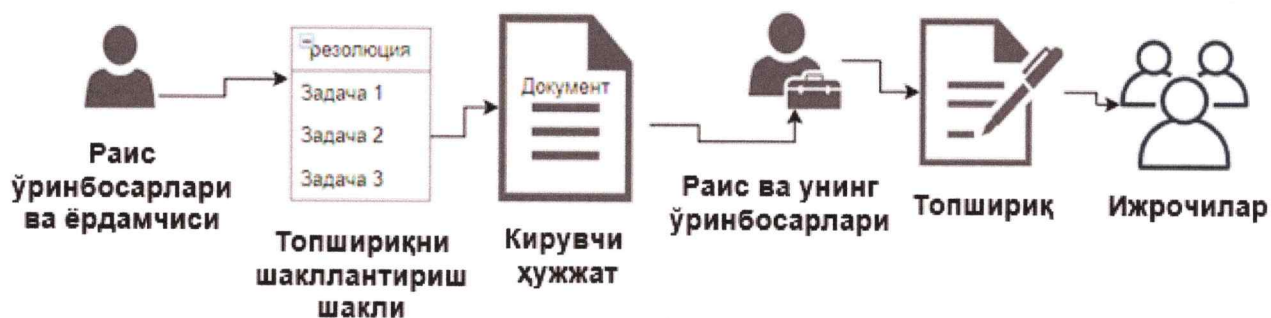 резолюция
Задача 1
Задача 2
Задача 3
Документ
Раис
ўринбосарлари
ва ёрдамчиси
Топшириқни
шакллантириш
шакли
Кирувчи
ҳужжат
Раис ва унинг
ўринбосарлари
Топшириқ
Ижрочилар